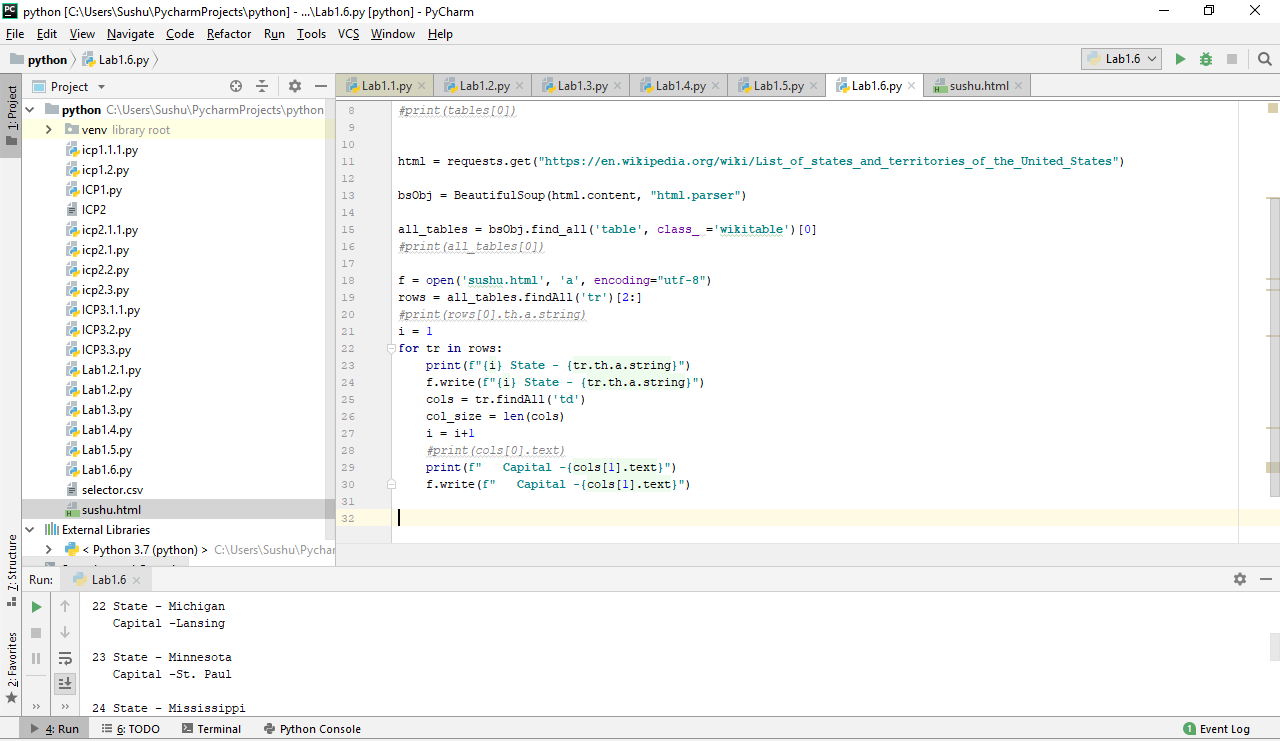 python [C:\Users\Sushu\PycharmProjects\python] - ...\Lab1.6.py [python] - PyCharm
File Edit View Navigate Code Refactor Run Tools VCS Window Help
python Lab1.6.py Lab1.6
1: Project
Project
Lab1.1.py Lab1.2.py Lab1.3.py Lab1.4.py Lab1.5.py Lab1.6.py sushu.html
python C:\Users\Sushu\PycharmProjects\python
venv library root
icp1.1.1.py
icp1.2.py
ICP1.py
ICP2
icp2.1.1.py
icp2.1.py
icp2.2.py
icp2.3.py
ICP3.1.1.py
ICP3.2.py
ICP3.3.py
Lab1.2.1.py
Lab1.2.py
Lab1.3.py
Lab1.4.py
Lab1.5.py
Lab1.6.py
selector.csv
sushu.html
External Libraries
< Python 3.7 (python) > C:\Users\Sushu\Pychar
8 #print(tables[0])
9
10
11 html = requests.get("https://en.wikipedia.org/wiki/List_of_states_and_territories_of_the_United_States")
12
13 bsObj = BeautifulSoup(html.content, "html.parser")
14
15 all_tables = bsObj.find_all('table', class_ ='wikitable')[0]
16 #print(all_tables[0])
17
18 f = open('sushu.html', 'a', encoding="utf-8")
19 rows = all_tables.findAll('tr')[2:]
20 #print(rows[0].th.a.string)
21 i = 1
22 for tr in rows:
23 print(f"{i} State - {tr.th.a.string}")
24 f.write(f"{i} State - {tr.th.a.string}")
25 cols = tr.findAll('td')
26 col_size = len(cols)
27 i = i+1
28 #print(cols[0].text)
29 print(f"   Capital -{cols[1].text}")
30 f.write(f"   Capital -{cols[1].text}")
31
32
7: Structure
2: Favorites
Run: Lab1.6
22 State - Michigan
Capital -Lansing
23 State - Minnesota
Capital -St. Paul
24 State - Mississippi
4: Run 6: TODO Terminal Python Console 1 Event Log